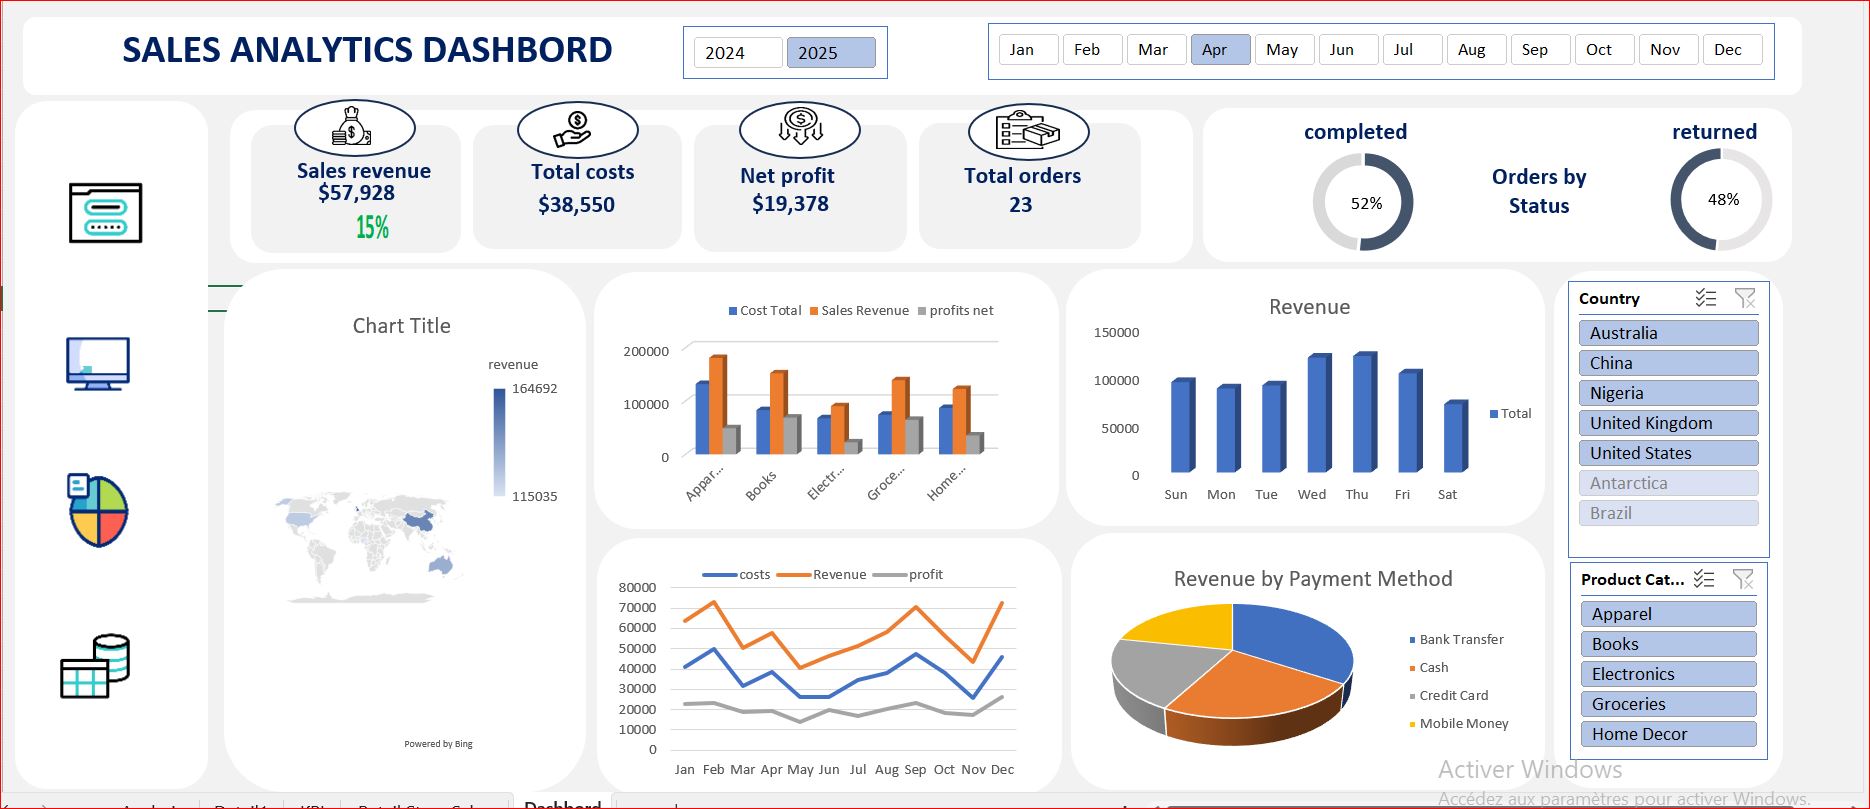 SALES ANALYTICS DASHBORD
2024
2025
Jan
Feb
Mar
Apr
May
Jun
Jul
Aug
Sep
Oct
Nov
Dec
Sales revenue
$57,928
15%
Total costs
$38,550
Net profit
$19,378
Total orders
23
completed
52%
Orders by
Status
returned
48%
Chart Title
revenue
164692
115035
Powered by Bing
Cost Total
Sales Revenue
profits net
200000
100000
0
Appar...
Books
Electr...
Groce...
Home...
Revenue
150000
100000
50000
0
Sun
Mon
Tue
Wed
Thu
Fri
Sat
Total
Country
Australia
China
Nigeria
United Kingdom
United States
Antarctica
Brazil
costs
Revenue
profit
80000
70000
60000
50000
40000
30000
20000
10000
0
Jan
Feb
Mar
Apr
May
Jun
Jul
Aug
Sep
Oct
Nov
Dec
Revenue by Payment Method
Bank Transfer
Cash
Credit Card
Mobile Money
Product Cat...
Apparel
Books
Electronics
Groceries
Home Decor
Activer Windows
Accédez aux paramètres pour activer Windows.
Dashbord